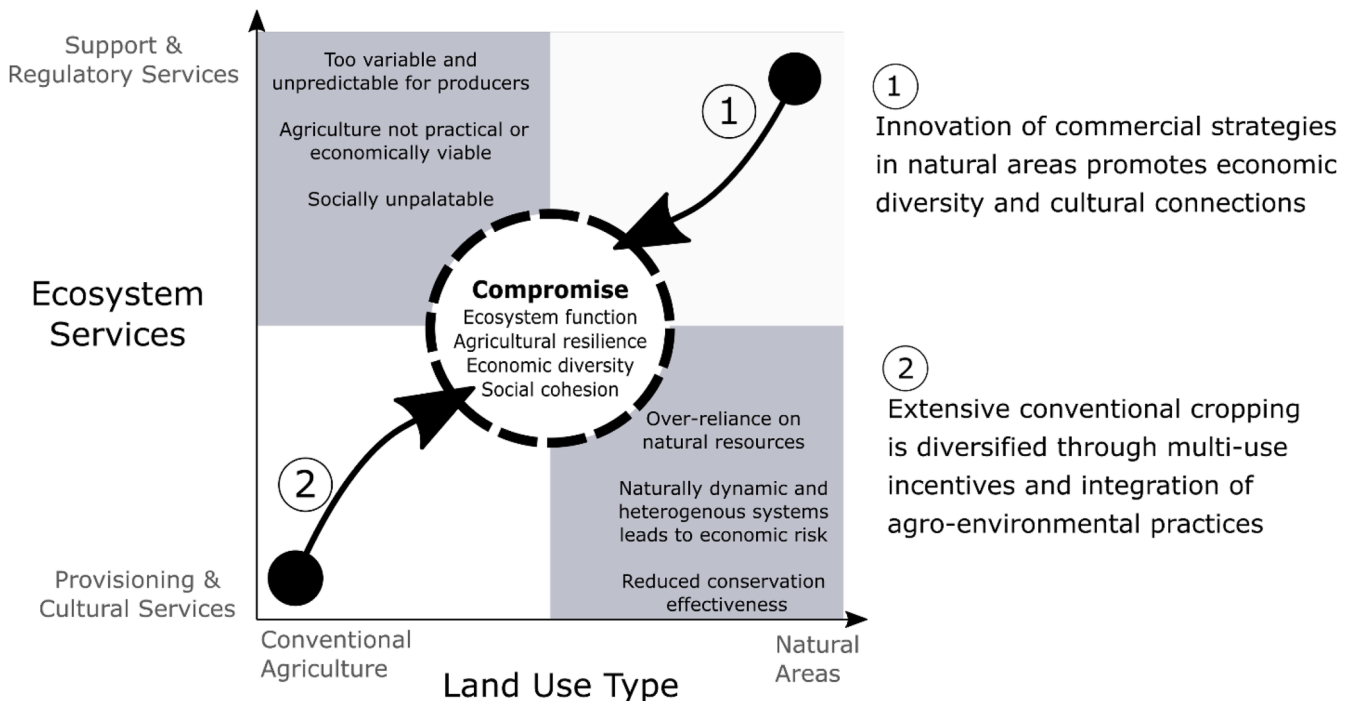 Support &
Regulatory Services
Too variable and
unpredictable for producers
Agriculture not practical or
economically viable
Socially unpalatable
1
1
Innovation of commercial strategies
in natural areas promotes economic
diversity and cultural connections
Ecosystem
Services
Compromise
Ecosystem function
Agricultural resilience
Economic diversity
Social cohesion
2
Extensive conventional cropping
is diversified through multi-use
incentives and integration of
agro-environmental practices
Over-reliance on
natural resources
Naturally dynamic and
heterogenous systems
leads to economic risk
Reduced conservation
effectiveness
2
Provisioning &
Cultural Services
Conventional
Agriculture
Natural
Areas
Land Use Type